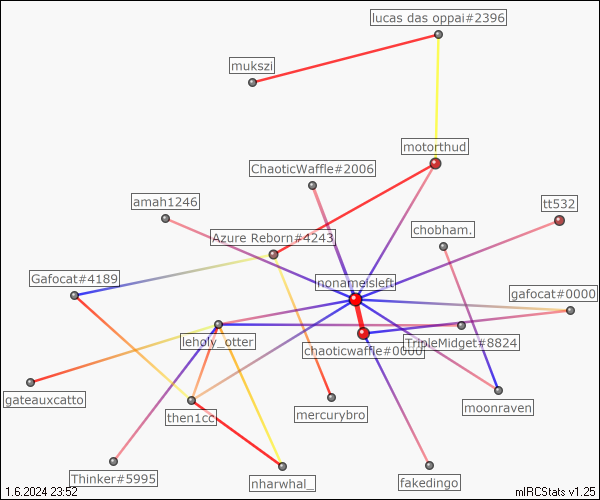 lucas das oppai#2396
mukszi
motorthud
ChaoticWaffle#2006
amah1246
tt532
chobham.
Azure Reborn#4243
Gafocat#4189
nonameisleft
gafocat#0000
leholy_otter
chaoticwaffle#0000
TripleMidget#8824
gateauxcatto
then1cc
mercurybro
moonraven
Thinker#5995
nharwhal_
fakedingo
1.6.2024 23:52
mIRCStats v1.25